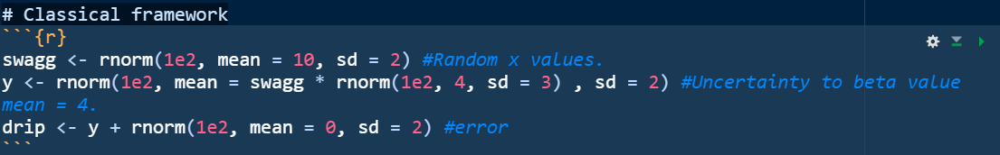 # Classical framework
```{r}
swagg <- rnorm(1e2, mean = 10, sd = 2) #Random x values.
y <- rnorm(1e2, mean = swagg * rnorm(1e2, 4, sd = 3) , sd = 2) #Uncertainty to beta value
mean = 4.
drip <- y + rnorm(1e2, mean = 0, sd = 2) #error
```